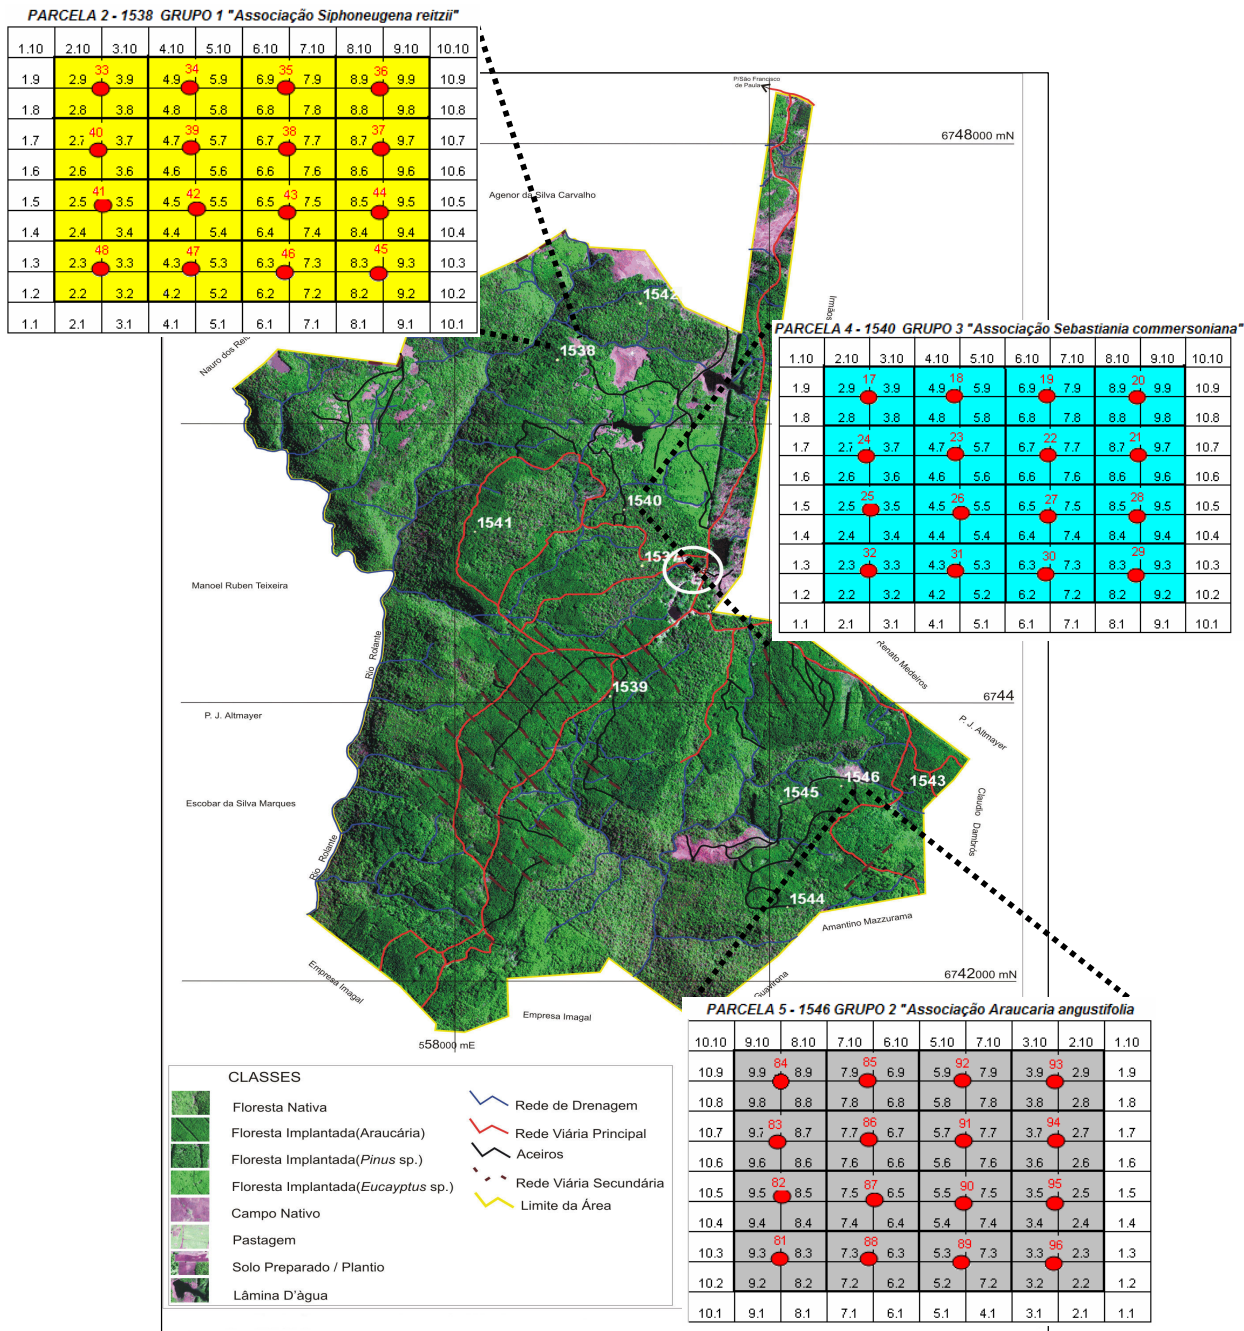 PARCELA 2 - 1538 GRUPO 1 "Associação Siphoneugena reitzii"
1.10 2.10 3.10 4.10 5.10 6.10 7.10 8.10 9.10 10.10
33 34 35 36
1.9 2.9 3.9 4.9 5.9 6.9 7.9 8.9 9.9 10.9
1.8 2.8 3.8 4.8 5.8 6.8 7.8 8.8 9.8 10.8
40 39 38 37
1.7 2.7 3.7 4.7 5.7 6.7 7.7 8.7 9.7 10.7
1.6 2.6 3.6 4.6 5.6 6.6 7.6 8.6 9.6 10.6
41 42 43 44
1.5 2.5 3.5 4.5 5.5 6.5 7.5 8.5 9.5 10.5
1.4 2.4 3.4 4.4 5.4 6.4 7.4 8.4 9.4 10.4
48 47 46 45
1.3 2.3 3.3 4.3 5.3 6.3 7.3 8.3 9.3 10.3
1.2 2.2 3.2 4.2 5.2 6.2 7.2 8.2 9.2 10.2
1.1 2.1 3.1 4.1 5.1 6.1 7.1 8.1 9.1 10.1
P/São Francisco
de Paula
6748000 mN
Agenor da Silva Carvalho
Irmãos
1542
1538
Nauro dos Reis
PARCELA 4 - 1540 GRUPO 3 "Associação Sebastiania commersoniana"
1.10 2.10 3.10 4.10 5.10 6.10 7.10 8.10 9.10 10.10
17 18 19 20
1.9 2.9 3.9 4.9 5.9 6.9 7.9 8.9 9.9 10.9
1.8 2.8 3.8 4.8 5.8 6.8 7.8 8.8 9.8 10.8
24 23 22 21
1.7 2.7 3.7 4.7 5.7 6.7 7.7 8.7 9.7 10.7
1.6 2.6 3.6 4.6 5.6 6.6 7.6 8.6 9.6 10.6
25 26 27 28
1.5 2.5 3.5 4.5 5.5 6.5 7.5 8.5 9.5 10.5
1.4 2.4 3.4 4.4 5.4 6.4 7.4 8.4 9.4 10.4
32 31 30 29
1.3 2.3 3.3 4.3 5.3 6.3 7.3 8.3 9.3 10.3
1.2 2.2 3.2 4.2 5.2 6.2 7.2 8.2 9.2 10.2
1.1 2.1 3.1 4.1 5.1 6.1 7.1 8.1 9.1 10.1
1540
1541
1537
Manoel Ruben Teixeira
Rio Rolante
Renato Medeiros
1539
6744
P. J. Altmayer
P. J. Altmayer
1546
1543
1545
Escobar da Silva Marques
Claudio Dambrós
Rio Rolante
1544
Amantino Mazzurama
Empresa Imagal
Guavirona
6742000 mN
Empresa Imagal
558000 mE
PARCELA 5 - 1546 GRUPO 2 "Associação Araucaria angustifolia
10.10 9.10 8.10 7.10 6.10 5.10 7.10 3.10 2.10 1.10
84 85 92 93
10.9 9.9 8.9 7.9 6.9 5.9 7.9 3.9 2.9 1.9
10.8 9.8 8.8 7.8 6.8 5.8 7.8 3.8 2.8 1.8
83 86 91 94
10.7 9.7 8.7 7.7 6.7 5.7 7.7 3.7 2.7 1.7
10.6 9.6 8.6 7.6 6.6 5.6 7.6 3.6 2.6 1.6
82 87 90 95
10.5 9.5 8.5 7.5 6.5 5.5 7.5 3.5 2.5 1.5
10.4 9.4 8.4 7.4 6.4 5.4 7.4 3.4 2.4 1.4
81 88 89 96
10.3 9.3 8.3 7.3 6.3 5.3 7.3 3.3 2.3 1.3
10.2 9.2 8.2 7.2 6.2 5.2 7.2 3.2 2.2 1.2
10.1 9.1 8.1 7.1 6.1 5.1 4.1 3.1 2.1 1.1
CLASSES
Floresta Nativa
Floresta Implantada(Araucária)
Floresta Implantada(Pinus sp.)
Floresta Implantada(Eucayptus sp.)
Campo Nativo
Pastagem
Solo Preparado / Plantio
Lâmina D'àgua
Rede de Drenagem
Rede Viária Principal
Aceiros
Rede Viária Secundária
Limite da Área